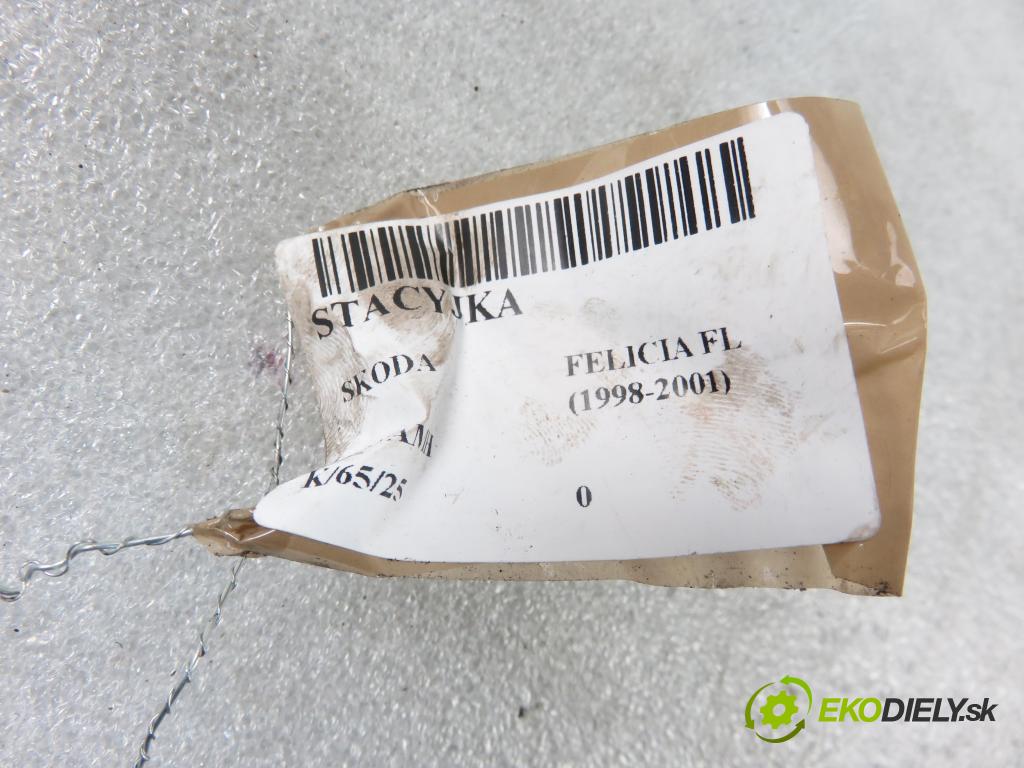 STACYJKA
SKODA FELICIA FL
(1998-2001)
K/65/25 0
EKODIELY.sk